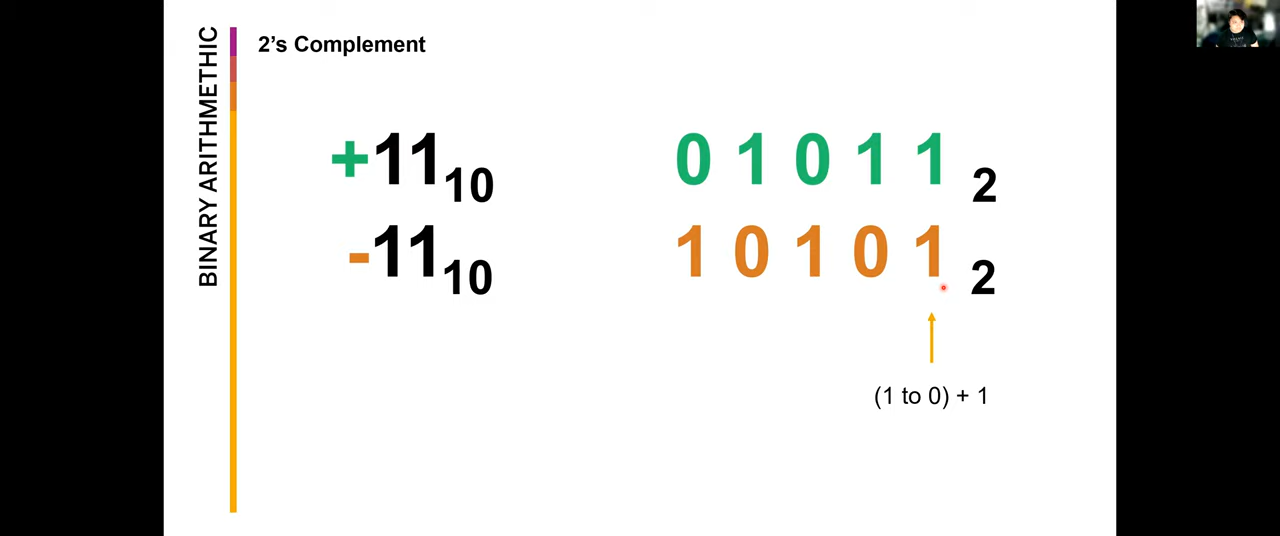 BINARY ARITHMETHIC
2's Complement
+11 10 0 1 0 1 1 2
-11 10 1 0 1 0 1 2
(1 to 0) + 1